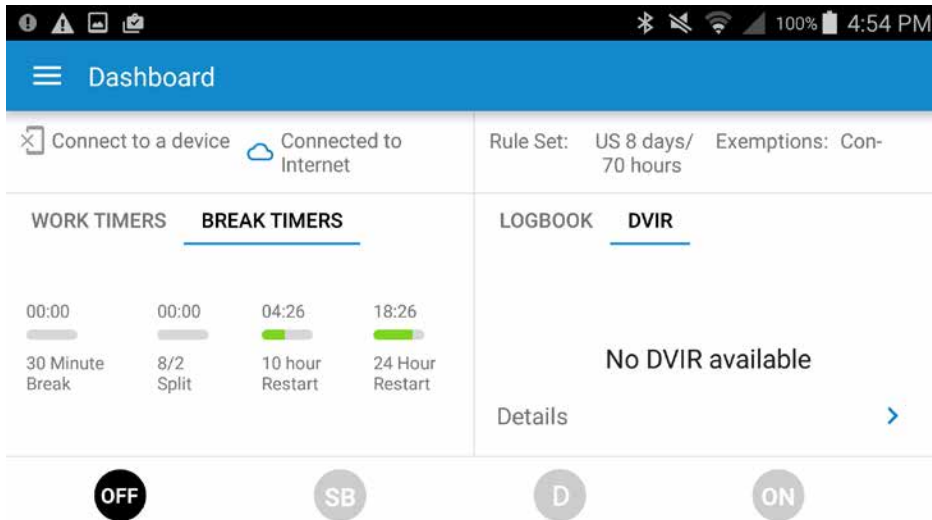 100% 4:54 PM
Dashboard
Connect to a device
Connected to
Internet
Rule Set:
US 8 days/
70 hours
Exemptions: Con-
WORK TIMERS
BREAK TIMERS
LOGBOOK
DVIR
00:00
30 Minute
Break
00:00
8/2
Split
04:26
10 hour
Restart
18:26
24 Hour
Restart
No DVIR available
Details
OFF
SB
D
ON